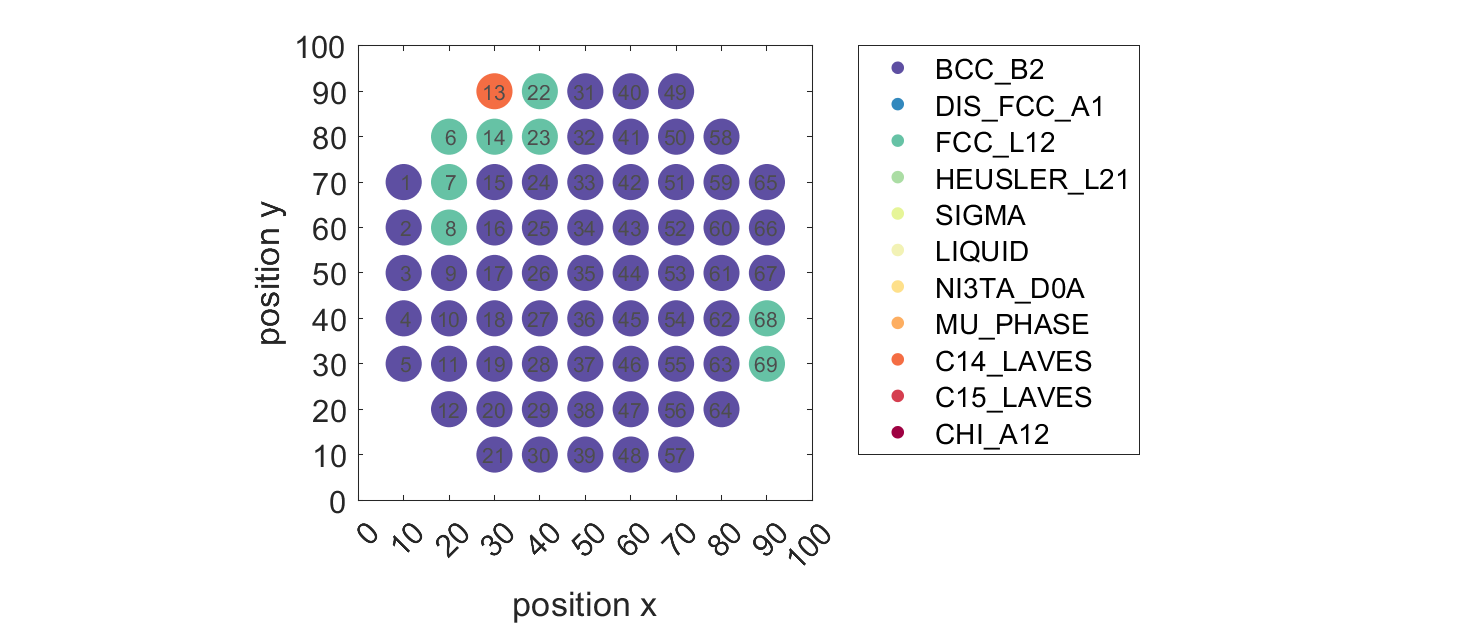 100
90
80
70
60
50
40
30
20
10
0
position y
13 22 31 40 49
6 14 23 32 41 50 58
1 7 15 24 33 42 51 59 65
2 8 16 25 34 43 52 60 66
3 9 17 26 35 44 53 61 67
4 10 18 27 36 45 54 62 68
5 11 19 28 37 46 55 63 69
12 20 29 38 47 56 64
21 30 39 48 57
0 10 20 30 40 50 60 70 80 90 100
position x
BCC_B2
DIS_FCC_A1
FCC_L12
HEUSLER_L21
SIGMA
LIQUID
NI3TA_D0A
MU_PHASE
C14_LAVES
C15_LAVES
CHI_A12